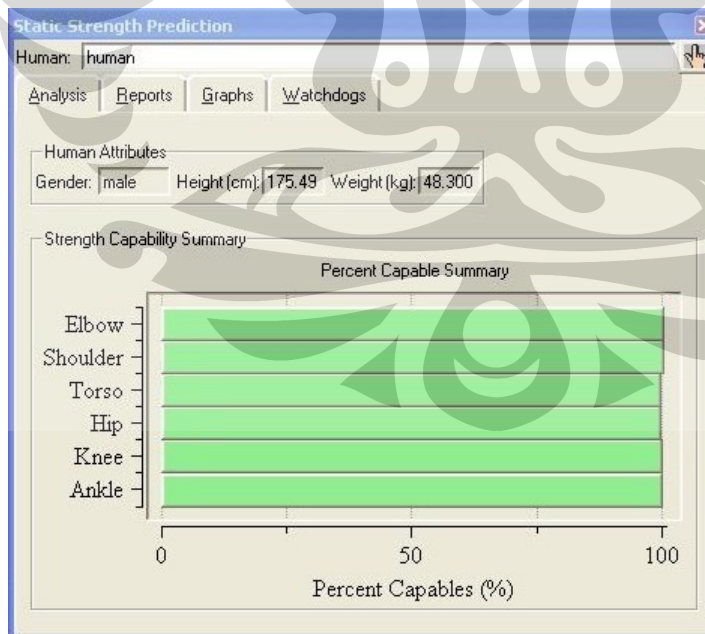 Static Strength Prediction
Human: human
Analysis Reports Graphs Watchdogs
Human Attributes
Gender: male Height (cm): 175.49 Weight (kg): 48.300
Strength Capability Summary
Percent Capable Summary
Elbow
Shoulder
Torso
Hip
Knee
Ankle
0 50 100
Percent Capables (%)